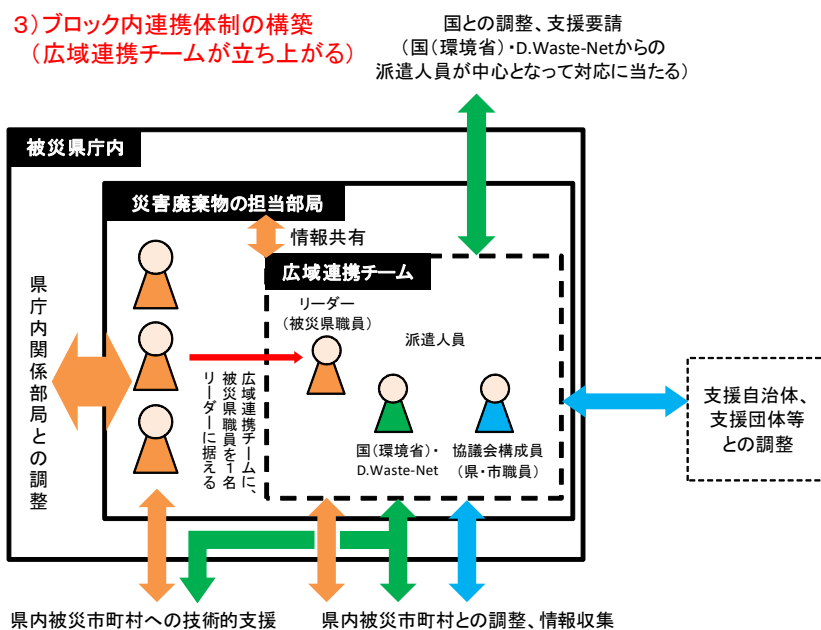 3）ブロック内連携体制の構築
（広域連携チームが立ち上がる）
国との調整、支援要請
（国（環境省）・D.Waste-Netからの
派遣人員が中心となって対応に当たる）
被災県庁内
災害廃棄物の担当部局
情報共有
広域連携チーム
リーダー
（被災県職員）
派遣人員
県庁内関係部局との調整
広域連携チームに、
被災県職員を１名
リーダーに据える
国（環境省）・
D.Waste-Net
協議会構成員
（県・市職員）
支援自治体、
支援団体等
との調整
県内被災市町村への技術的支援
県内被災市町村との調整、情報収集